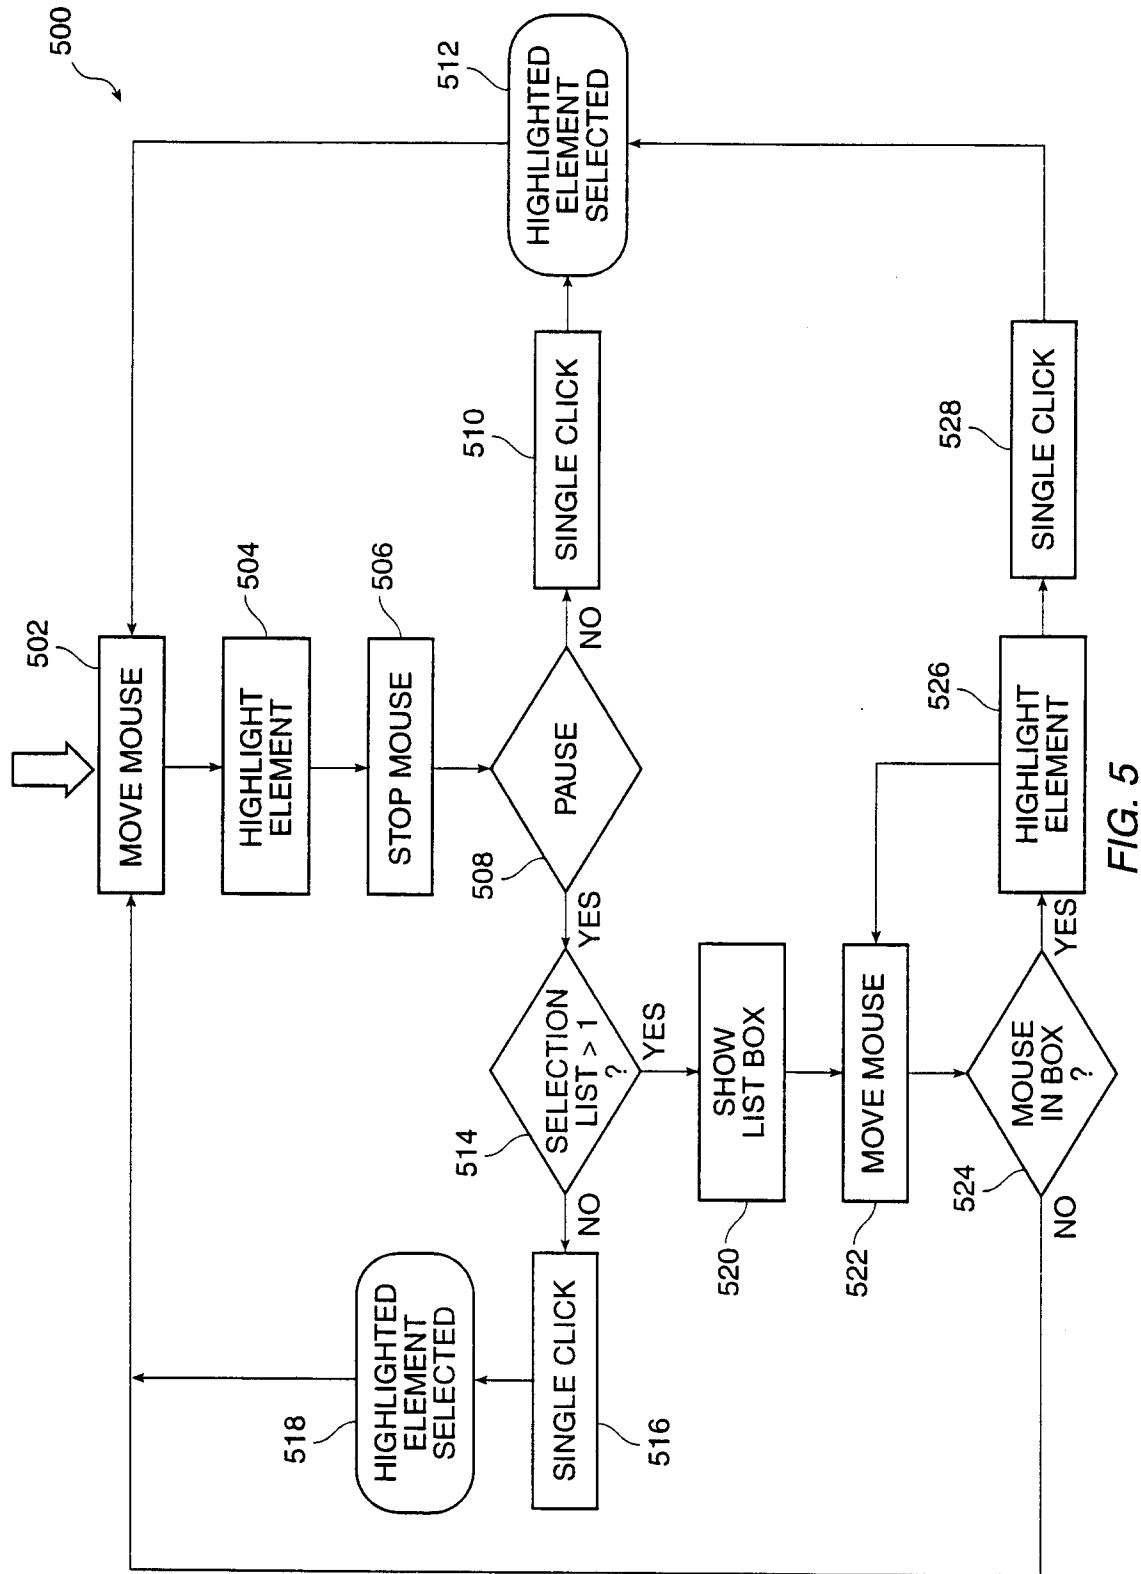 500
502
MOVE MOUSE
504
HIGHLIGHT
ELEMENT
506
STOP MOUSE
508
PAUSE
NO
YES
510
SINGLE CLICK
512
HIGHLIGHTED
ELEMENT
SELECTED
514
SELECTION
LIST > 1
?
NO
YES
516
SINGLE CLICK
518
HIGHLIGHTED
ELEMENT
SELECTED
520
SHOW
LIST BOX
522
MOVE MOUSE
524
MOUSE
IN BOX
?
NO
YES
526
HIGHLIGHT
ELEMENT
528
SINGLE CLICK
FIG. 5